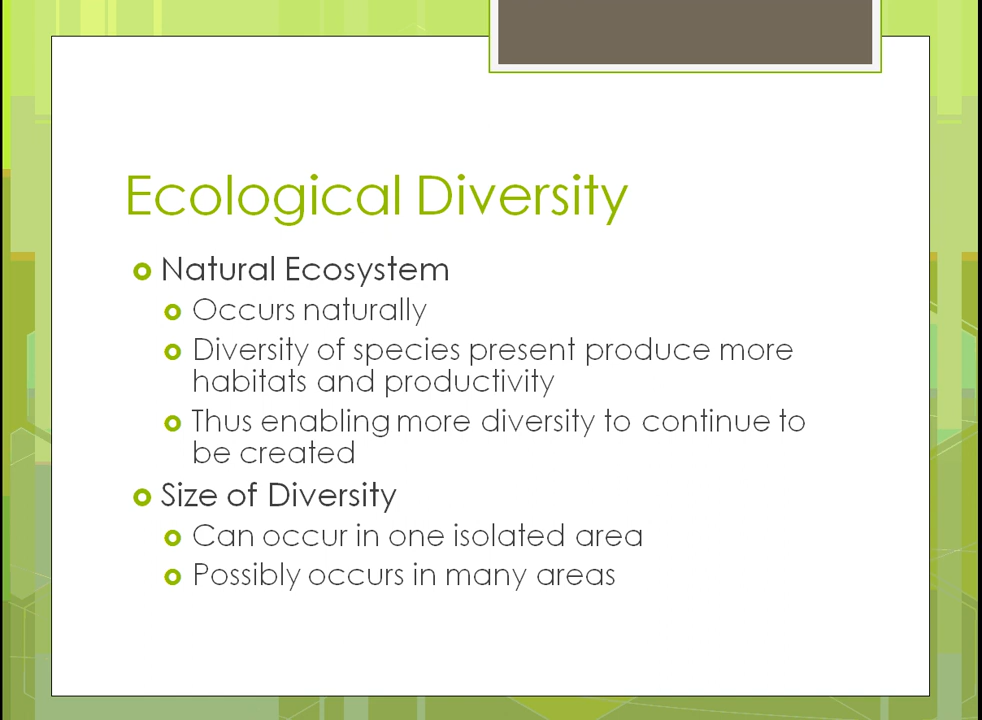 Ecological Diversity
Natural Ecosystem
Occurs naturally
Diversity of species present produce more
habitats and productivity
Thus enabling more diversity to continue to
be created
Size of Diversity
Can occur in one isolated area
Possibly occurs in many areas